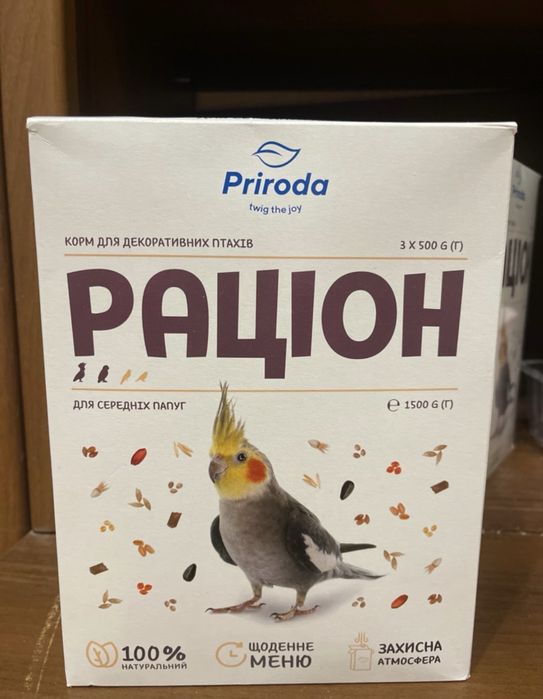 Priroda
twig the joy
КОРМ ДЛЯ ДЕКОРАТИВНИХ ПТАХІВ
3 X 500 G (Г)
РАЦІОН
ДЛЯ СЕРЕДНІХ ПАПУГ
℮ 1500 G (Г)
100%
НАТУРАЛЬНИЙ
ЩОДЕННЕ
МЕНЮ
ЗАХИСНА
АТМОСФЕРА